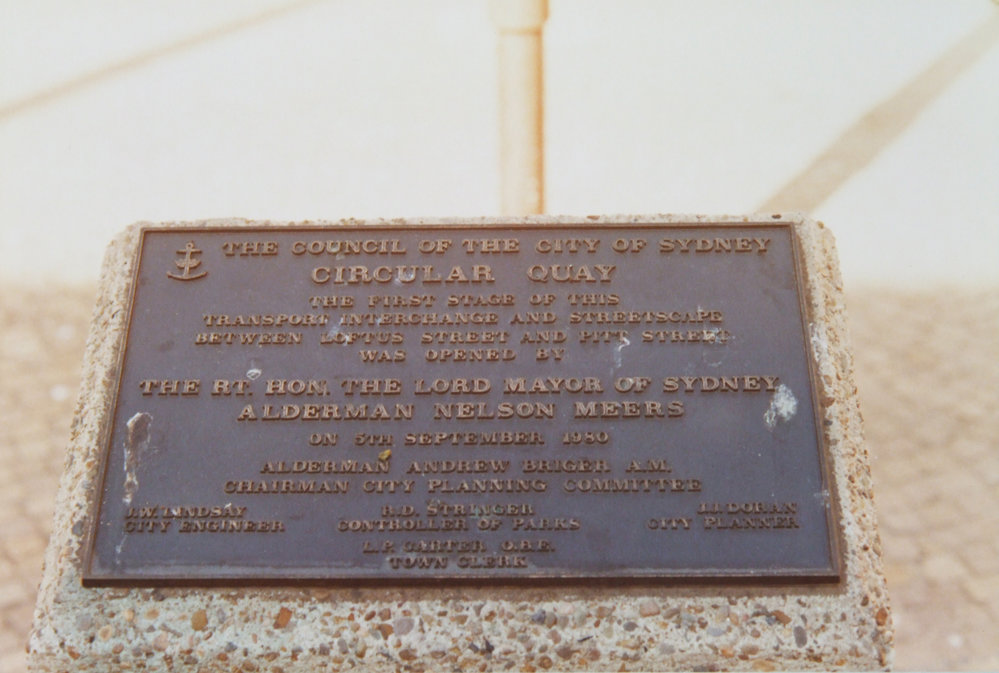 THE COUNCIL OF THE CITY OF SYDNEY
CIRCULAR QUAY
THE FIRST STAGE OF THIS
TRANSPORT INTERCHANGE AND STREETSCAPE
BETWEEN LOFTUS STREET AND PITT STREET
WAS OPENED BY
THE RT. HON. THE LORD MAYOR OF SYDNEY
ALDERMAN NELSON MEERS
ON 5TH SEPTEMBER 1980
ALDERMAN ANDREW BRIGER A.M.
CHAIRMAN CITY PLANNING COMMITTEE
LINDSAY R.D. STRINGER DORAN
CITY ENGINEER CONTROLLER OF PARKS CITY PLANNER
L.P. CARTER O.B.E.
TOWN CLERK